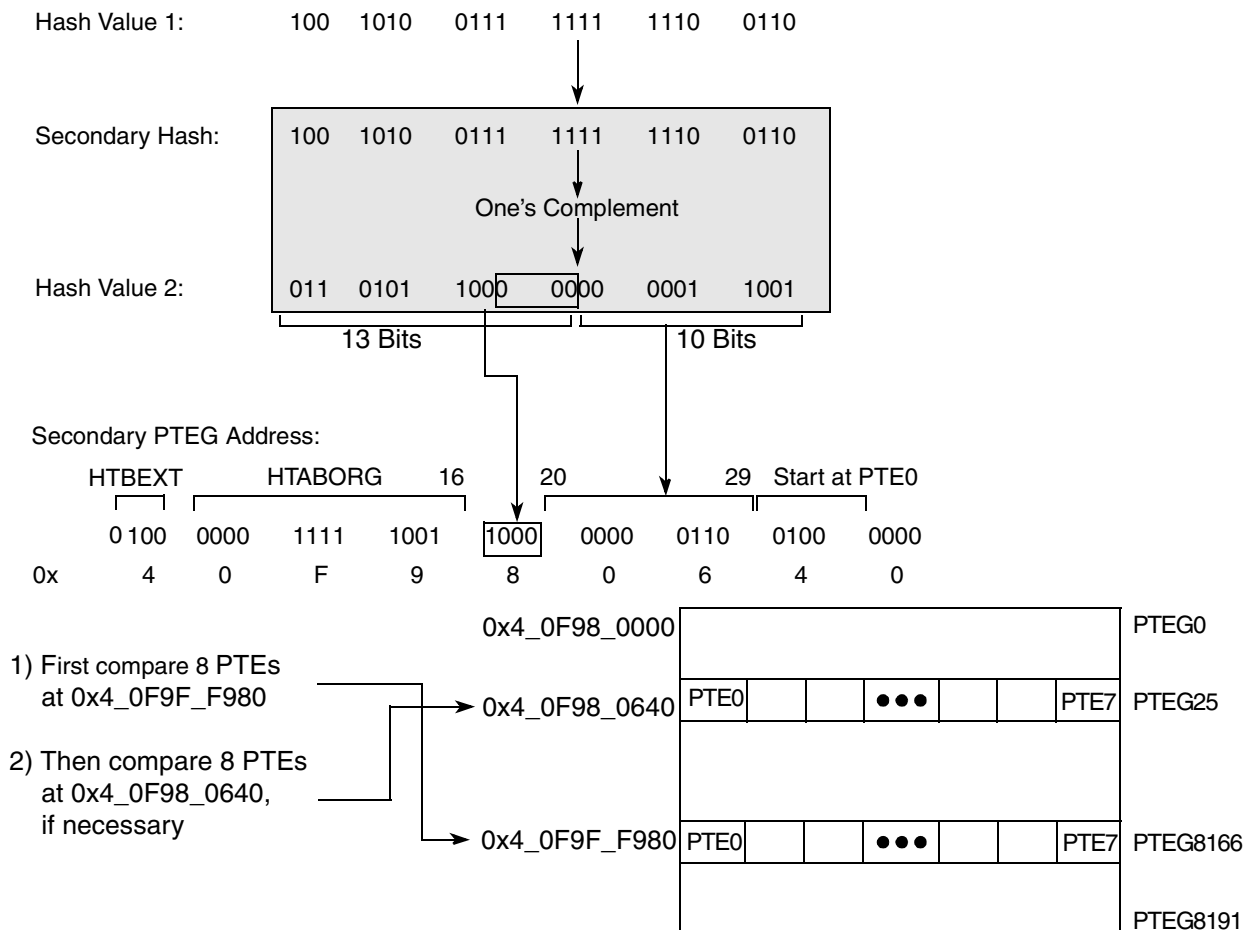 Hash Value 1: 100 1010 0111 1111 1110 0110
Secondary Hash: 100 1010 0111 1111 1110 0110
One's Complement
Hash Value 2: 011 0101 1000 0000 0001 1001
13 Bits 10 Bits
Secondary PTEG Address:
HTBEXT HTABORG 16 20 29 Start at PTE0
0 100 0000 1111 1001 1000 0000 0110 0100 0000
0x 4 0 F 9 8 0 6 4 0
0x4_0F98_0000 PTEG0
1) First compare 8 PTEs
at 0x4_0F9F_F980
0x4_0F98_0640 PTE0 ●●● PTE7 PTEG25
2) Then compare 8 PTEs
at 0x4_0F98_0640,
if necessary
0x4_0F9F_F980 PTE0 ●●● PTE7 PTEG8166
PTEG8191